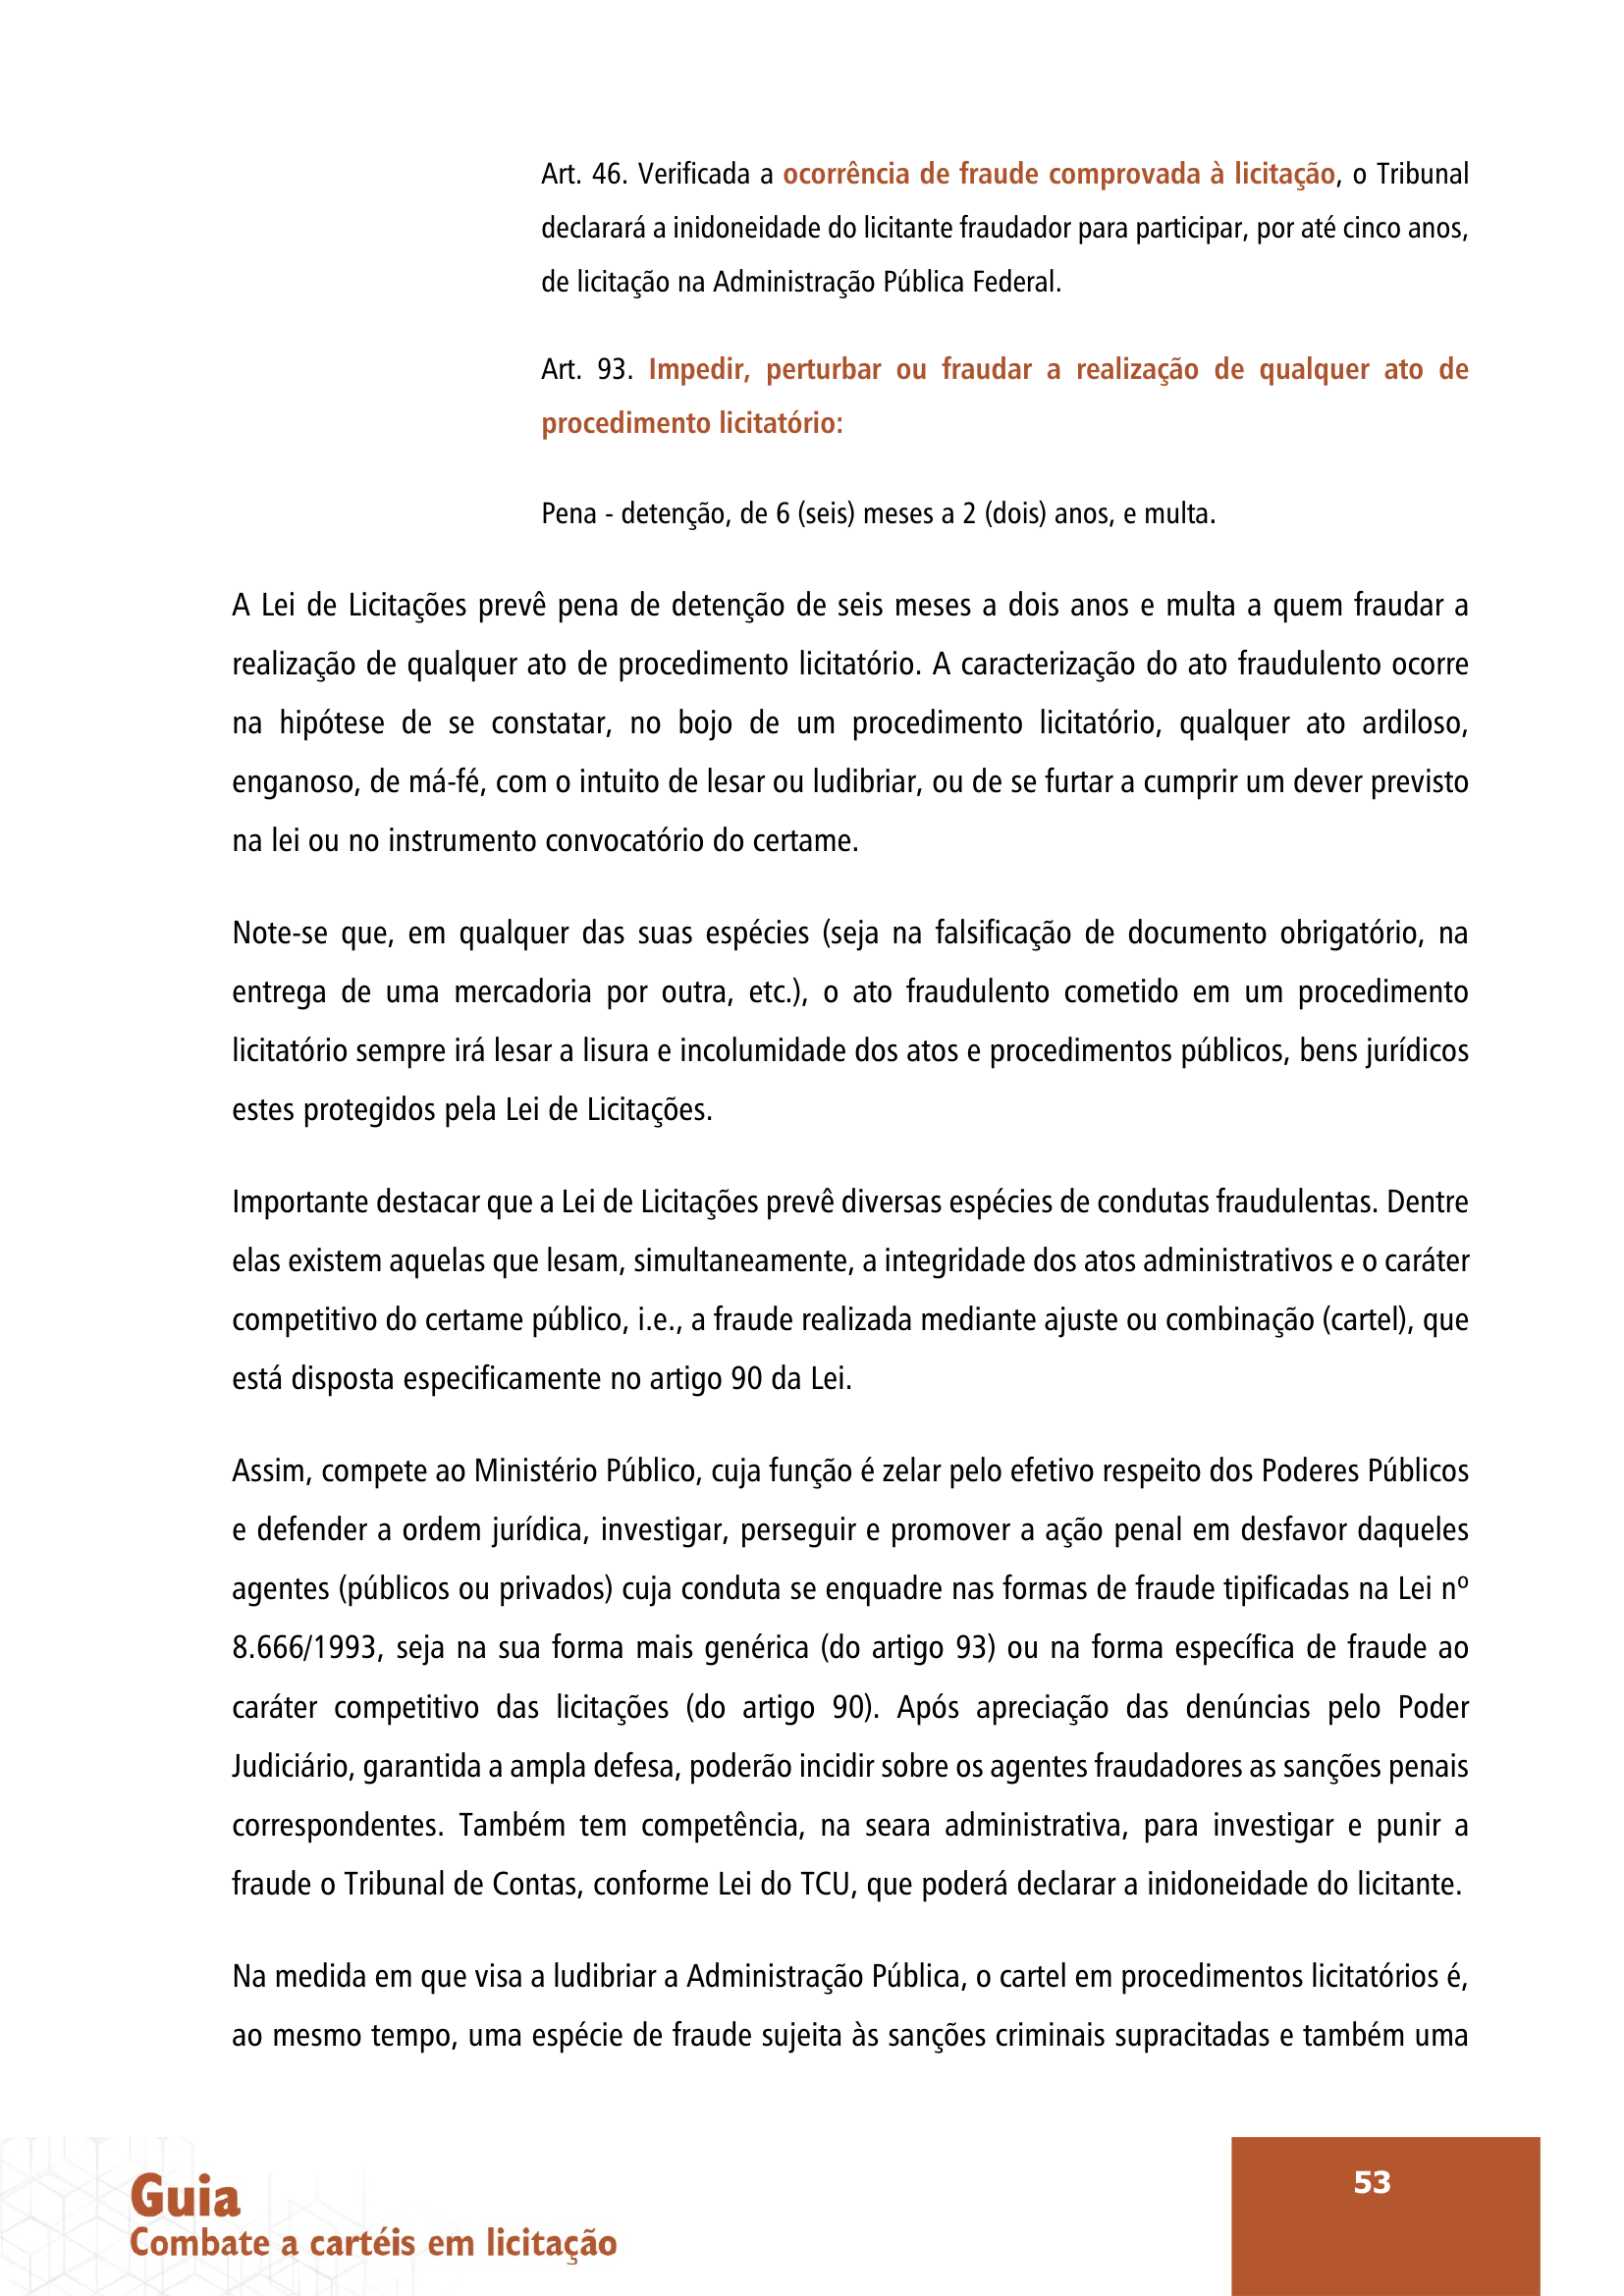 Art. 46. Verificada a ocorrência de fraude comprovada à licitação, o Tribunal
declarará a inidoneidade do licitante fraudador para participar, por até cinco anos,
de licitação na Administração Pública Federal.
Art. 93. Impedir, perturbar ou fraudar a realização de qualquer ato de
procedimento licitatório:
Pena - detenção, de 6 (seis) meses a 2 (dois) anos, e multa.
A Lei de Licitações prevê pena de detenção de seis meses a dois anos e multa a quem fraudar a
realização de qualquer ato de procedimento licitatório. A caracterização do ato fraudulento ocorre
na hipótese de se constatar, no bojo de um procedimento licitatório, qualquer ato ardiloso,
enganoso, de má-fé, com o intuito de lesar ou ludibriar, ou de se furtar a cumprir um dever previsto
na lei ou no instrumento convocatório do certame.
Note-se que, em qualquer das suas espécies (seja na falsificação de documento obrigatório, na
entrega de uma mercadoria por outra, etc.), o ato fraudulento cometido em um procedimento
licitatório sempre irá lesar a lisura e incolumidade dos atos e procedimentos públicos, bens jurídicos
estes protegidos pela Lei de Licitações.
Importante destacar que a Lei de Licitações prevê diversas espécies de condutas fraudulentas. Dentre
elas existem aquelas que lesam, simultaneamente, a integridade dos atos administrativos e o caráter
competitivo do certame público, i.e., a fraude realizada mediante ajuste ou combinação (cartel), que
está disposta especificamente no artigo 90 da Lei.
Assim, compete ao Ministério Público, cuja função é zelar pelo efetivo respeito dos Poderes Públicos
e defender a ordem jurídica, investigar, perseguir e promover a ação penal em desfavor daqueles
agentes (públicos ou privados) cuja conduta se enquadre nas formas de fraude tipificadas na Lei nº
8.666/1993, seja na sua forma mais genérica (do artigo 93) ou na forma específica de fraude ao
caráter competitivo das licitações (do artigo 90). Após apreciação das denúncias pelo Poder
Judiciário, garantida a ampla defesa, poderão incidir sobre os agentes fraudadores as sanções penais
correspondentes. Também tem competência, na seara administrativa, para investigar e punir a
fraude o Tribunal de Contas, conforme Lei do TCU, que poderá declarar a inidoneidade do licitante.
Na medida em que visa a ludibriar a Administração Pública, o cartel em procedimentos licitatórios é,
ao mesmo tempo, uma espécie de fraude sujeita às sanções criminais supracitadas e também uma
53
Guia
Combate a cartéis em licitação